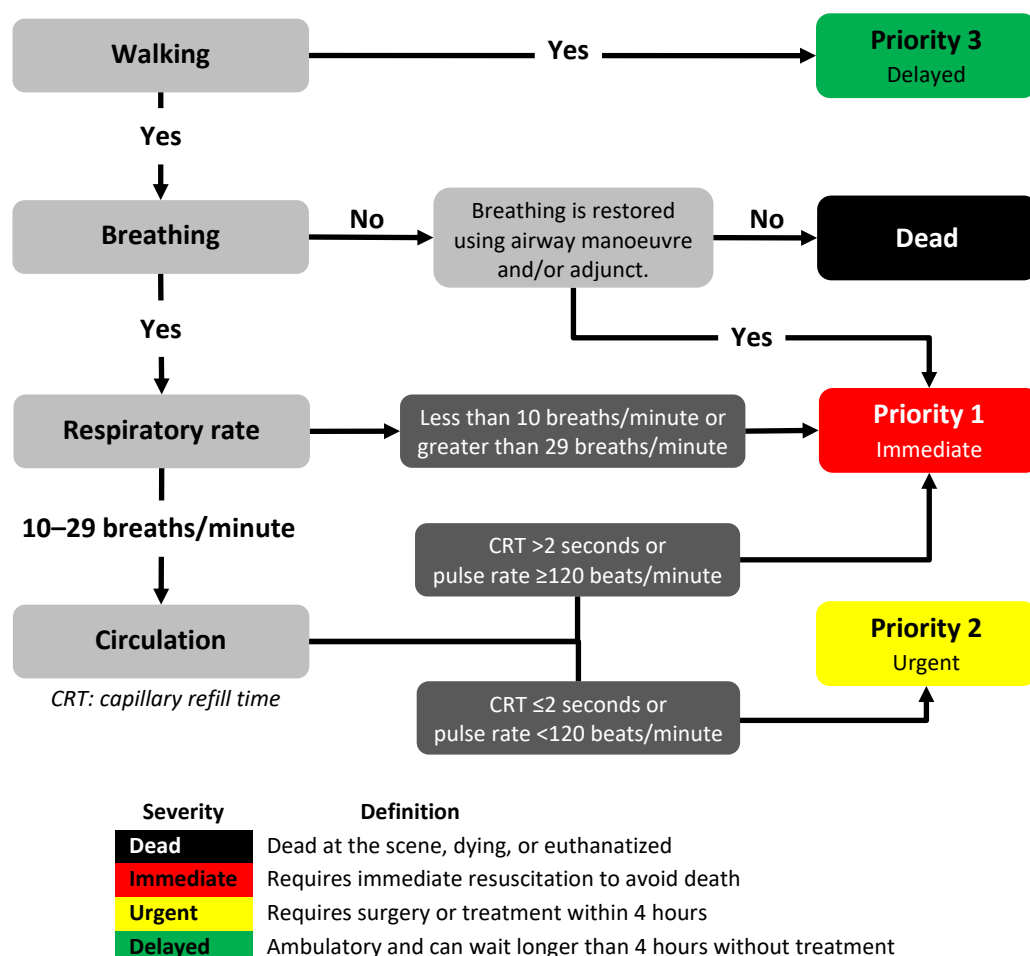 Walking
Yes
Priority 3
Delayed
Yes
Breathing
No
Breathing is restored
using airway manoeuvre
and/or adjunct.
No
Dead
Yes
Yes
Respiratory rate
Less than 10 breaths/minute or
greater than 29 breaths/minute
Priority 1
Immediate
10–29 breaths/minute
CRT >2 seconds or
pulse rate ≥120 beats/minute
Circulation
Priority 2
Urgent
CRT: capillary refill time
CRT ≤2 seconds or
pulse rate <120 beats/minute
Severity Definition
Dead Dead at the scene, dying, or euthanatized
Immediate Requires immediate resuscitation to avoid death
Urgent Requires surgery or treatment within 4 hours
Delayed Ambulatory and can wait longer than 4 hours without treatment